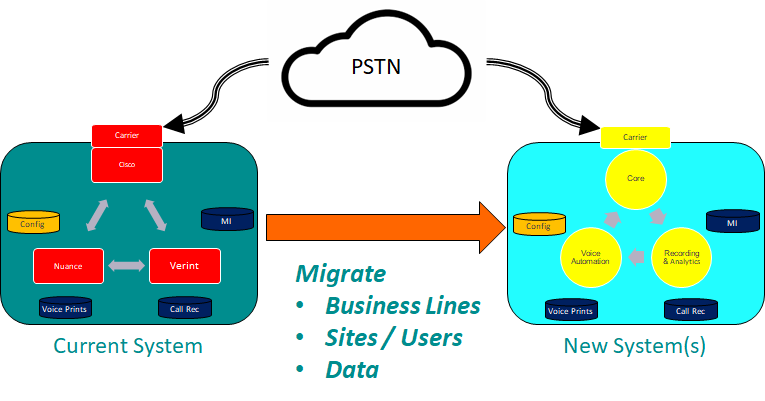 PSTN
Carrier
Cisco
Config
MI
Nuance
Verint
Voice Prints
Call Rec
Current System
Migrate
• Business Lines
• Sites / Users
• Data
Carrier
Core
Config
MI
Voice
Automation
Recording
& Analytics
Voice Prints
Call Rec
New System(s)